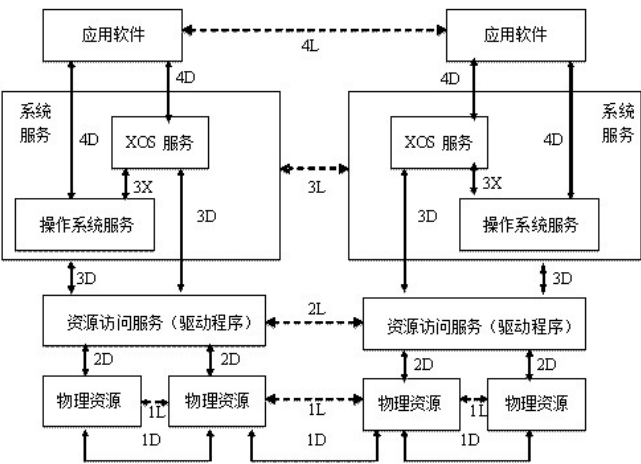 应用软件
应用软件
4L
4D
4D
系统
服务
系统
服务
XOS 服务
XOS 服务
4D
4D
3X
3L
3X
操作系统服务
3D
3D
操作系统服务
3D
3D
资源访问服务（驱动程序）
2L
资源访问服务（驱动程序）
2D
2D
2D
2D
物理资源
1L
物理资源
1L
物理资源
1L
物理资源
1D
1D
1D